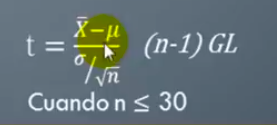 t = X̄−μ / σ/√n (n-1) GL
Cuando n ≤ 30